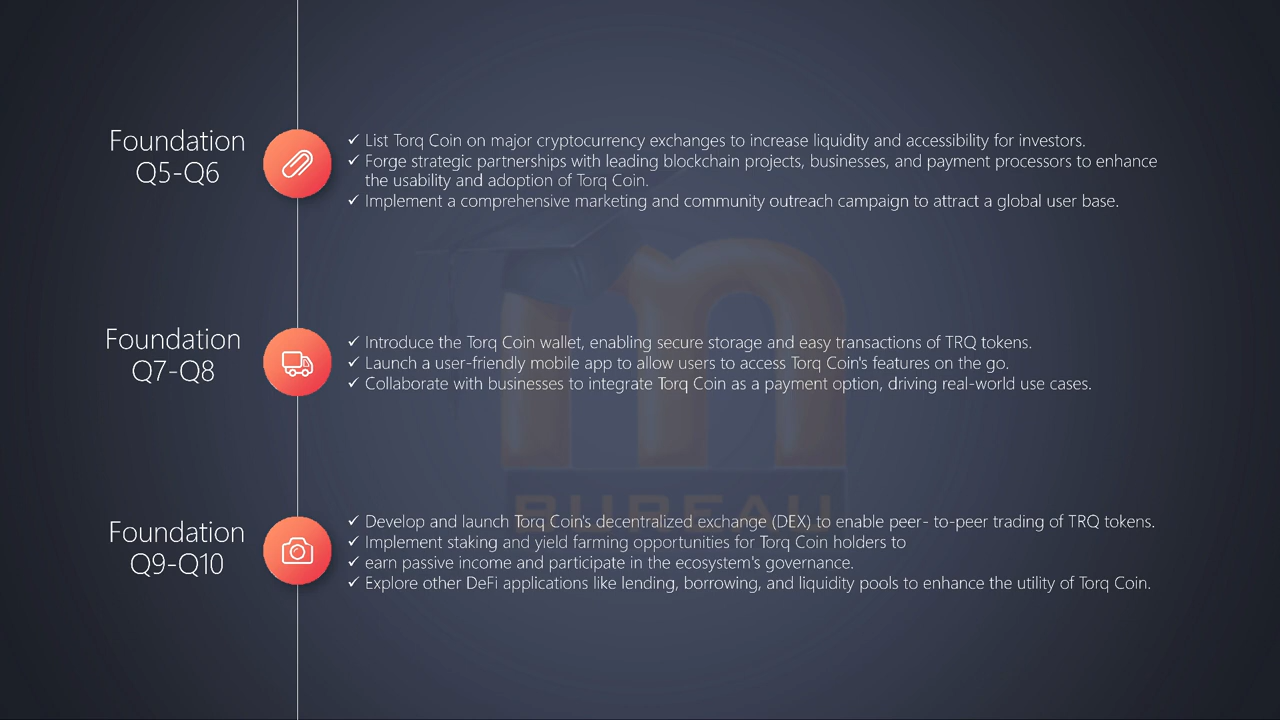 Foundation
Q5-Q6
✓ List Torq Coin on major cryptocurrency exchanges to increase liquidity and accessibility for investors.
✓ Forge strategic partnerships with leading blockchain projects, businesses, and payment processors to enhance
the usability and adoption of Torq Coin.
✓ Implement a comprehensive marketing and community outreach campaign to attract a global user base.
Foundation
Q7-Q8
✓ Introduce the Torq Coin wallet, enabling secure storage and easy transactions of TRQ tokens.
✓ Launch a user-friendly mobile app to allow users to access Torq Coin's features on the go.
✓ Collaborate with businesses to integrate Torq Coin as a payment option, driving real-world use cases.
Foundation
Q9-Q10
✓ Develop and launch Torq Coin's decentralized exchange (DEX) to enable peer- to-peer trading of TRQ tokens.
✓ Implement staking and yield farming opportunities for Torq Coin holders to
✓ earn passive income and participate in the ecosystem's governance.
✓ Explore other DeFi applications like lending, borrowing, and liquidity pools to enhance the utility of Torq Coin.
m
BUREAU